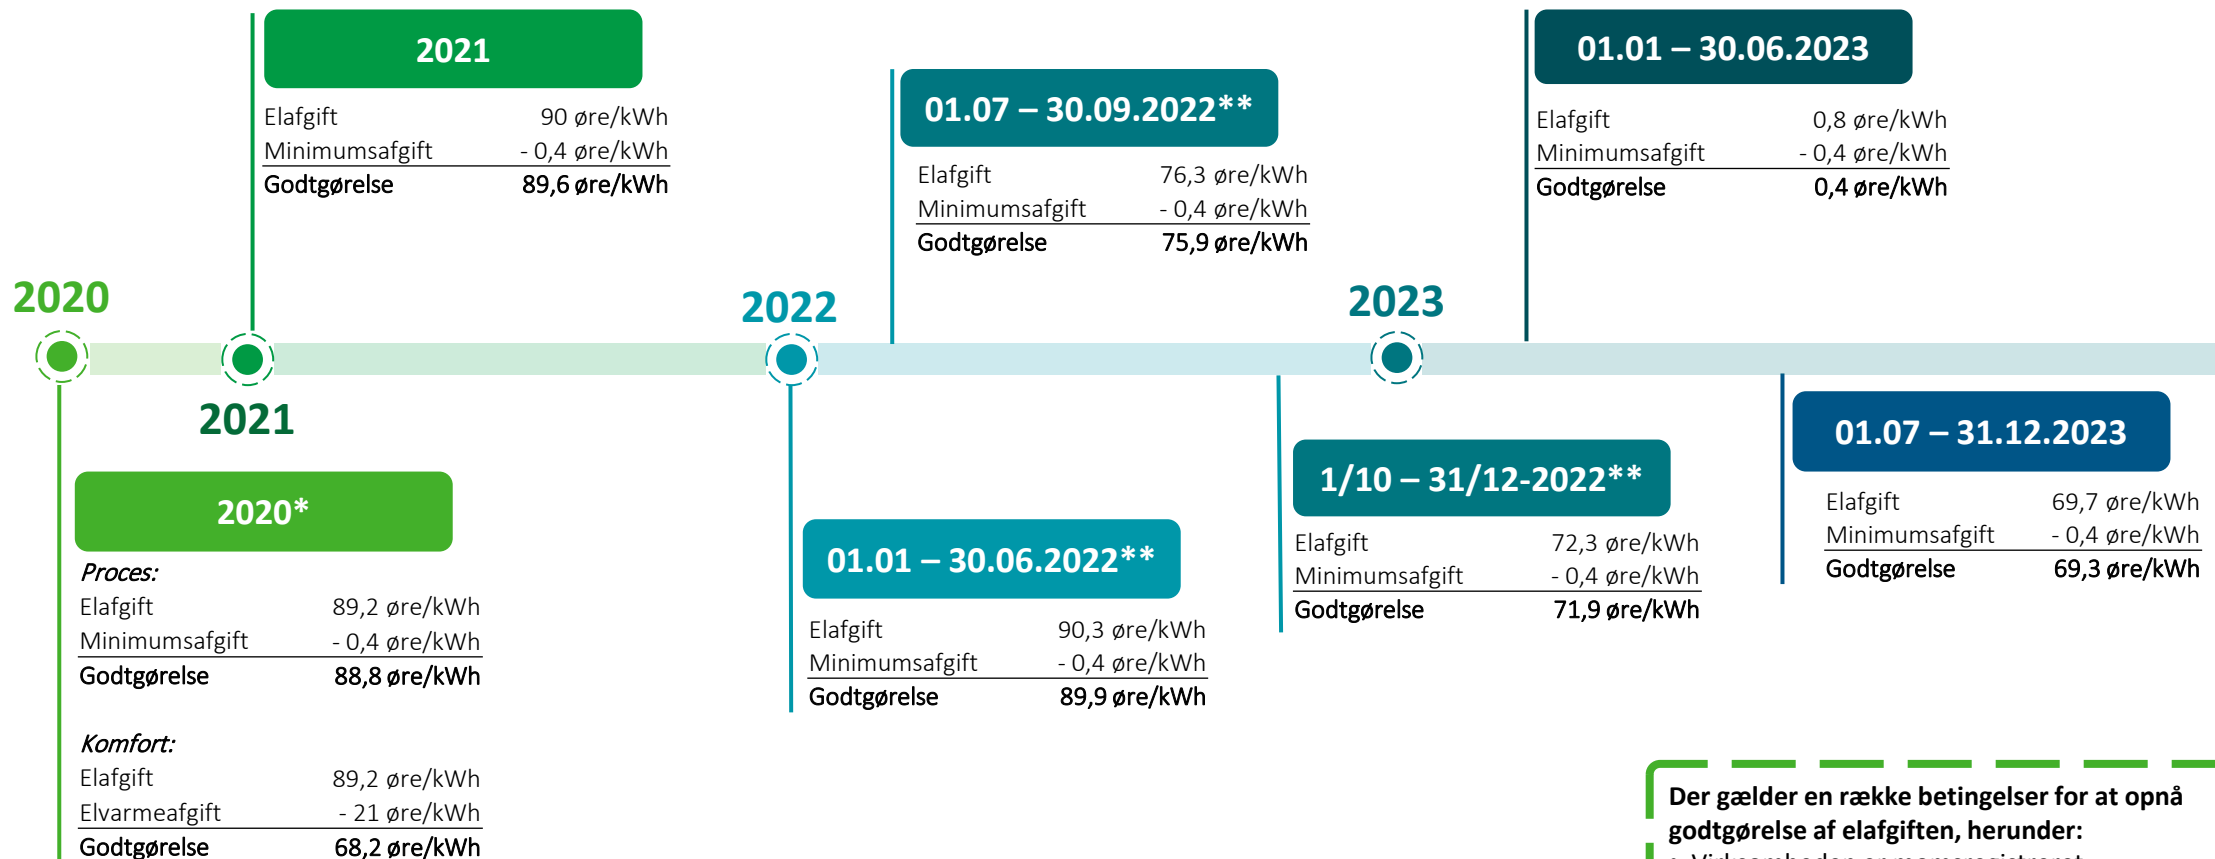 2021
Elafgift 90 øre/kWh
Minimumsafgift - 0,4 øre/kWh
Godtgørelse 89,6 øre/kWh
01.07 – 30.09.2022**
Elafgift 76,3 øre/kWh
Minimumsafgift - 0,4 øre/kWh
Godtgørelse 75,9 øre/kWh
01.01 – 30.06.2023
Elafgift 0,8 øre/kWh
Minimumsafgift - 0,4 øre/kWh
Godtgørelse 0,4 øre/kWh
2020
2021
2022
2023
2020*
Proces:
Elafgift 89,2 øre/kWh
Minimumsafgift - 0,4 øre/kWh
Godtgørelse 88,8 øre/kWh
Komfort:
Elafgift 89,2 øre/kWh
Elvarmeafgift - 21 øre/kWh
Godtgørelse 68,2 øre/kWh
01.01 – 30.06.2022**
Elafgift 90,3 øre/kWh
Minimumsafgift - 0,4 øre/kWh
Godtgørelse 89,9 øre/kWh
1/10 – 31/12-2022**
Elafgift 72,3 øre/kWh
Minimumsafgift - 0,4 øre/kWh
Godtgørelse 71,9 øre/kWh
01.07 – 31.12.2023
Elafgift 69,7 øre/kWh
Minimumsafgift - 0,4 øre/kWh
Godtgørelse 69,3 øre/kWh
Der gælder en række betingelser for at opnå
godtgørelse af elafgiften, herunder: